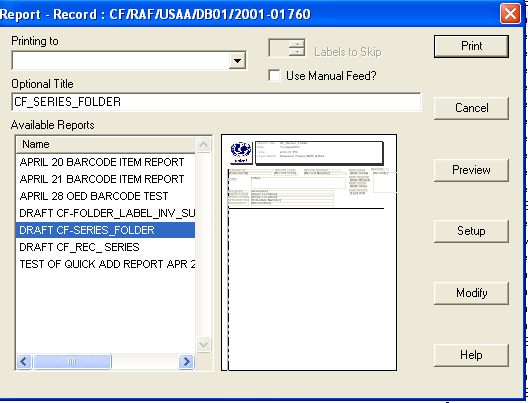 Report - Record : CF/RAF/USAA/DB01/2001-01760
Printing to
Labels to Skip
Print
Use Manual Feed?
Optional Title
CF_SERIES_FOLDER
Cancel
Available Reports
Name
APRIL 20 BARCODE ITEM REPORT
APRIL 21 BARCODE ITEM REPORT
APRIL 28 OED BARCODE TEST
DRAFT CF-FOLDER_LABEL_INV_SU
DRAFT CF-SERIES_FOLDER
DRAFT CF_REC_ SERIES
TEST OF QUICK ADD REPORT APR 2
Preview
Setup
Modify
Help